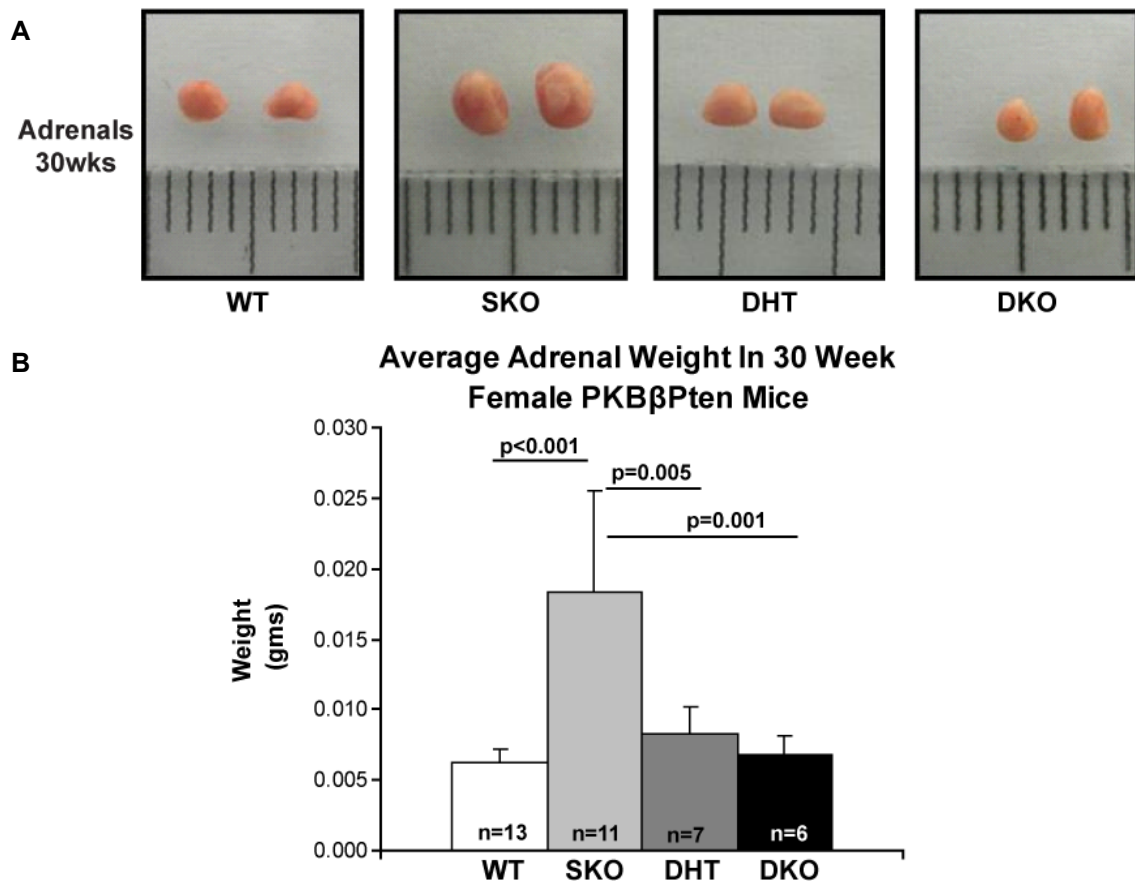 A
Adrenals
30wks
WT
SKO
DHT
DKO
B
Average Adrenal Weight In 30 Week
Female PKBβPten Mice
Weight
(gms)
0.030
0.025
0.020
0.015
0.010
0.005
0.000
p<0.001
p=0.005
p=0.001
n=13
n=11
n=7
n=6
WT
SKO
DHT
DKO